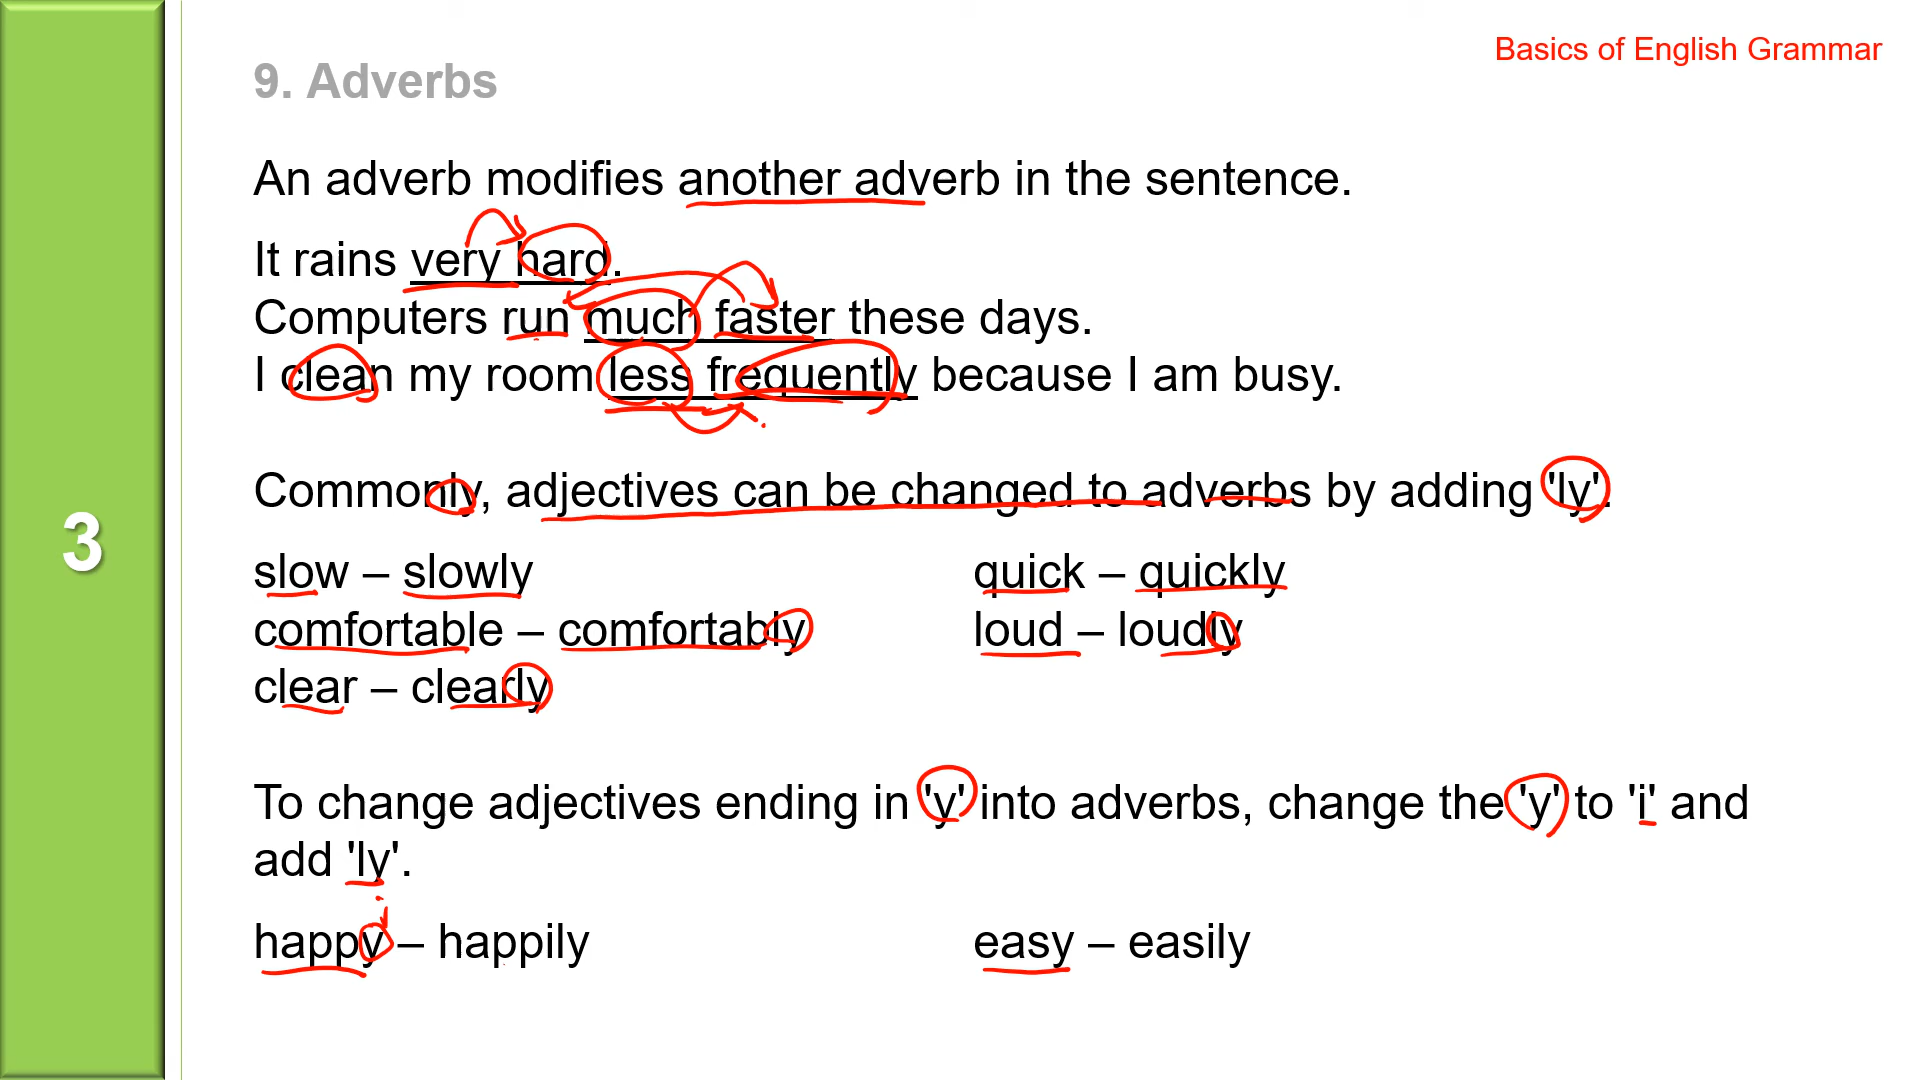 Basics of English Grammar
9. Adverbs
An adverb modifies another adverb in the sentence.
It rains very hard.
Computers run much faster these days.
I clean my room less frequently because I am busy.
Commonly, adjectives can be changed to adverbs by adding 'ly'.
3
slow – slowly quick – quickly
comfortable – comfortably loud – loudly
clear – clearly
To change adjectives ending in 'y' into adverbs, change the 'y' to 'i' and
add 'ly'.
happy – happily easy – easily